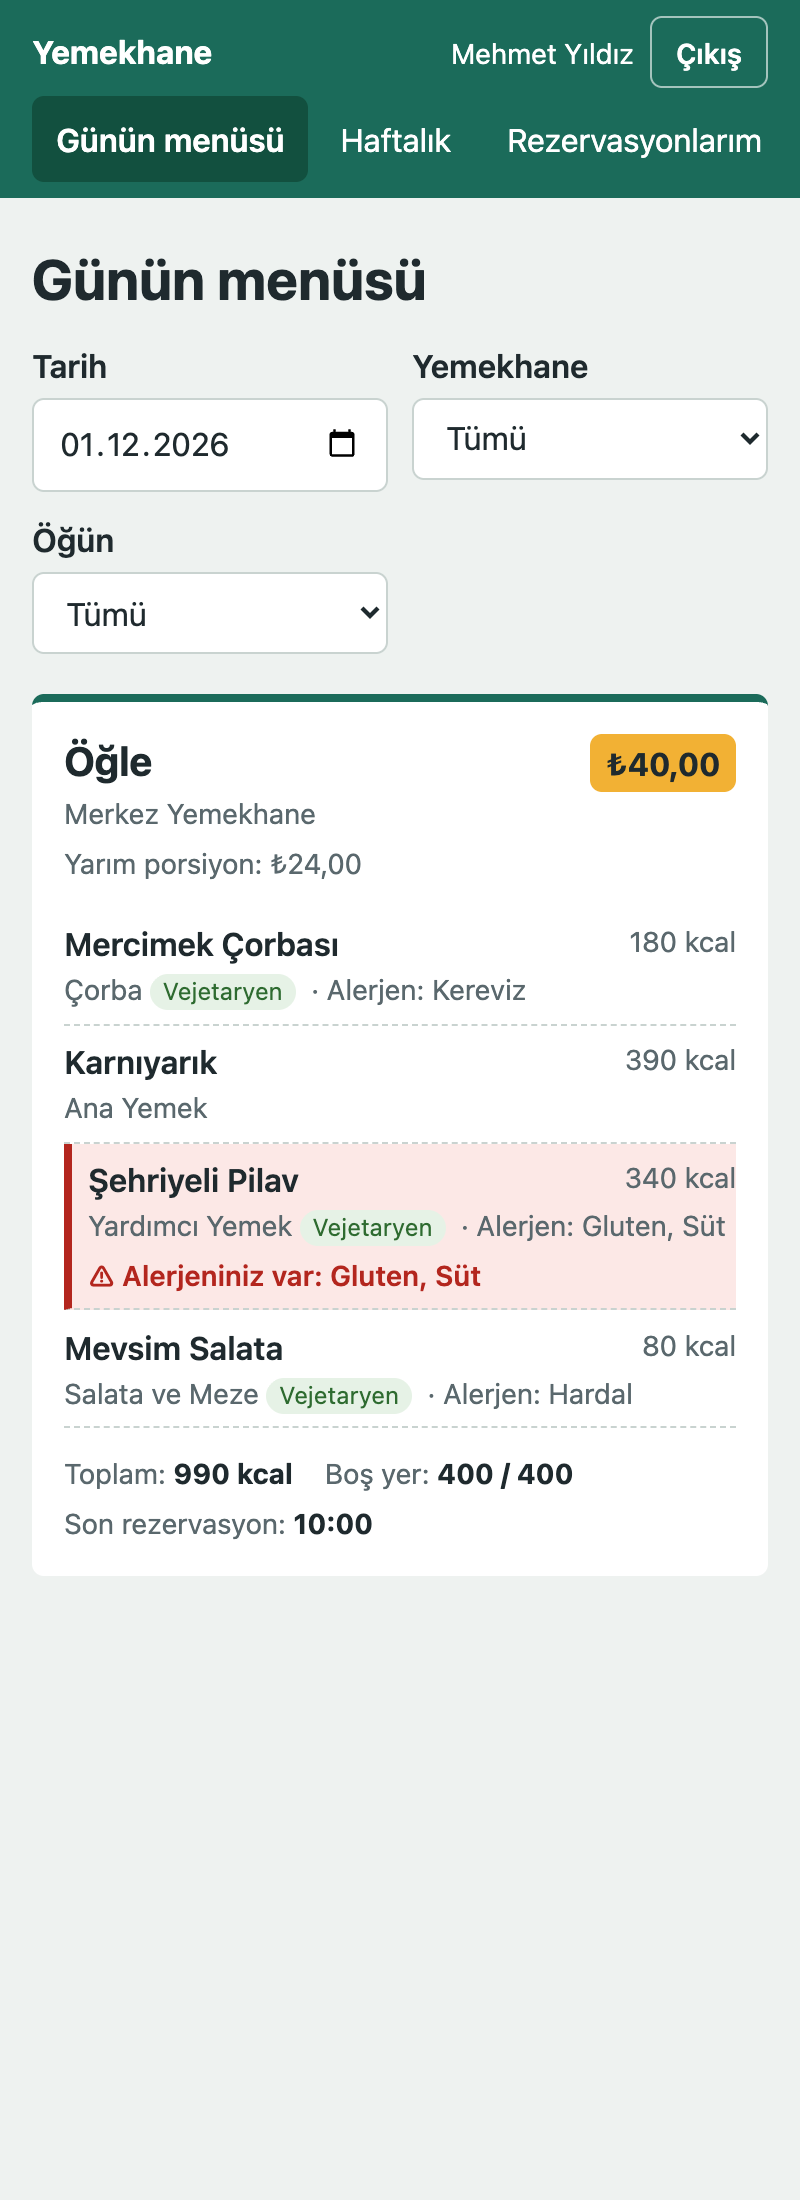 Yemekhane
Mehmet Yıldız
Çıkış
Günün menüsü
Haftalık
Rezervasyonlarım
Günün menüsü
Tarih
Yemekhane
01.12.2026
Tümü
Öğün
Tümü
Öğle
₺40,00
Merkez Yemekhane
Yarım porsiyon: ₺24,00
Mercimek Çorbası
180 kcal
Çorba Vejetaryen · Alerjen: Kereviz
Karnıyarık
390 kcal
Ana Yemek
Şehriyeli Pilav
340 kcal
Yardımcı Yemek Vejetaryen · Alerjen: Gluten, Süt
⚠ Alerjeniniz var: Gluten, Süt
Mevsim Salata
80 kcal
Salata ve Meze Vejetaryen · Alerjen: Hardal
Toplam: 990 kcal Boş yer: 400 / 400
Son rezervasyon: 10:00